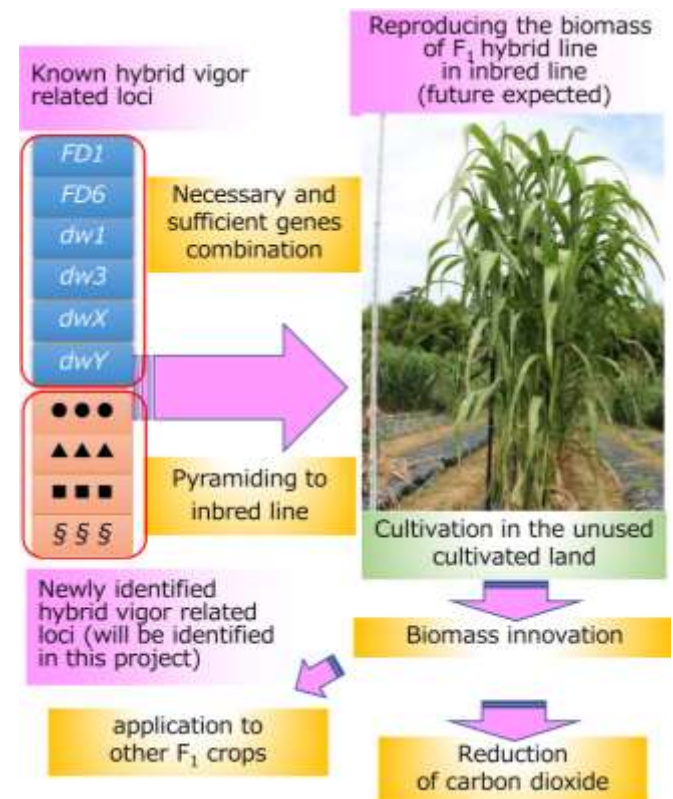 Known hybrid vigor
related loci
FD1
FD6
dw1
dw3
dwX
dwY
●●●
▲▲▲
■■■
§§§
Necessary and
sufficient genes
combination
Pyramiding to
inbred line
Newly identified
hybrid vigor related
loci (will be identified
in this project)
Reproducing the biomass
of F₁ hybrid line
in inbred line
(future expected)
Cultivation in the unused
cultivated land
Biomass innovation
application to
other F₁ crops
Reduction
of carbon dioxide